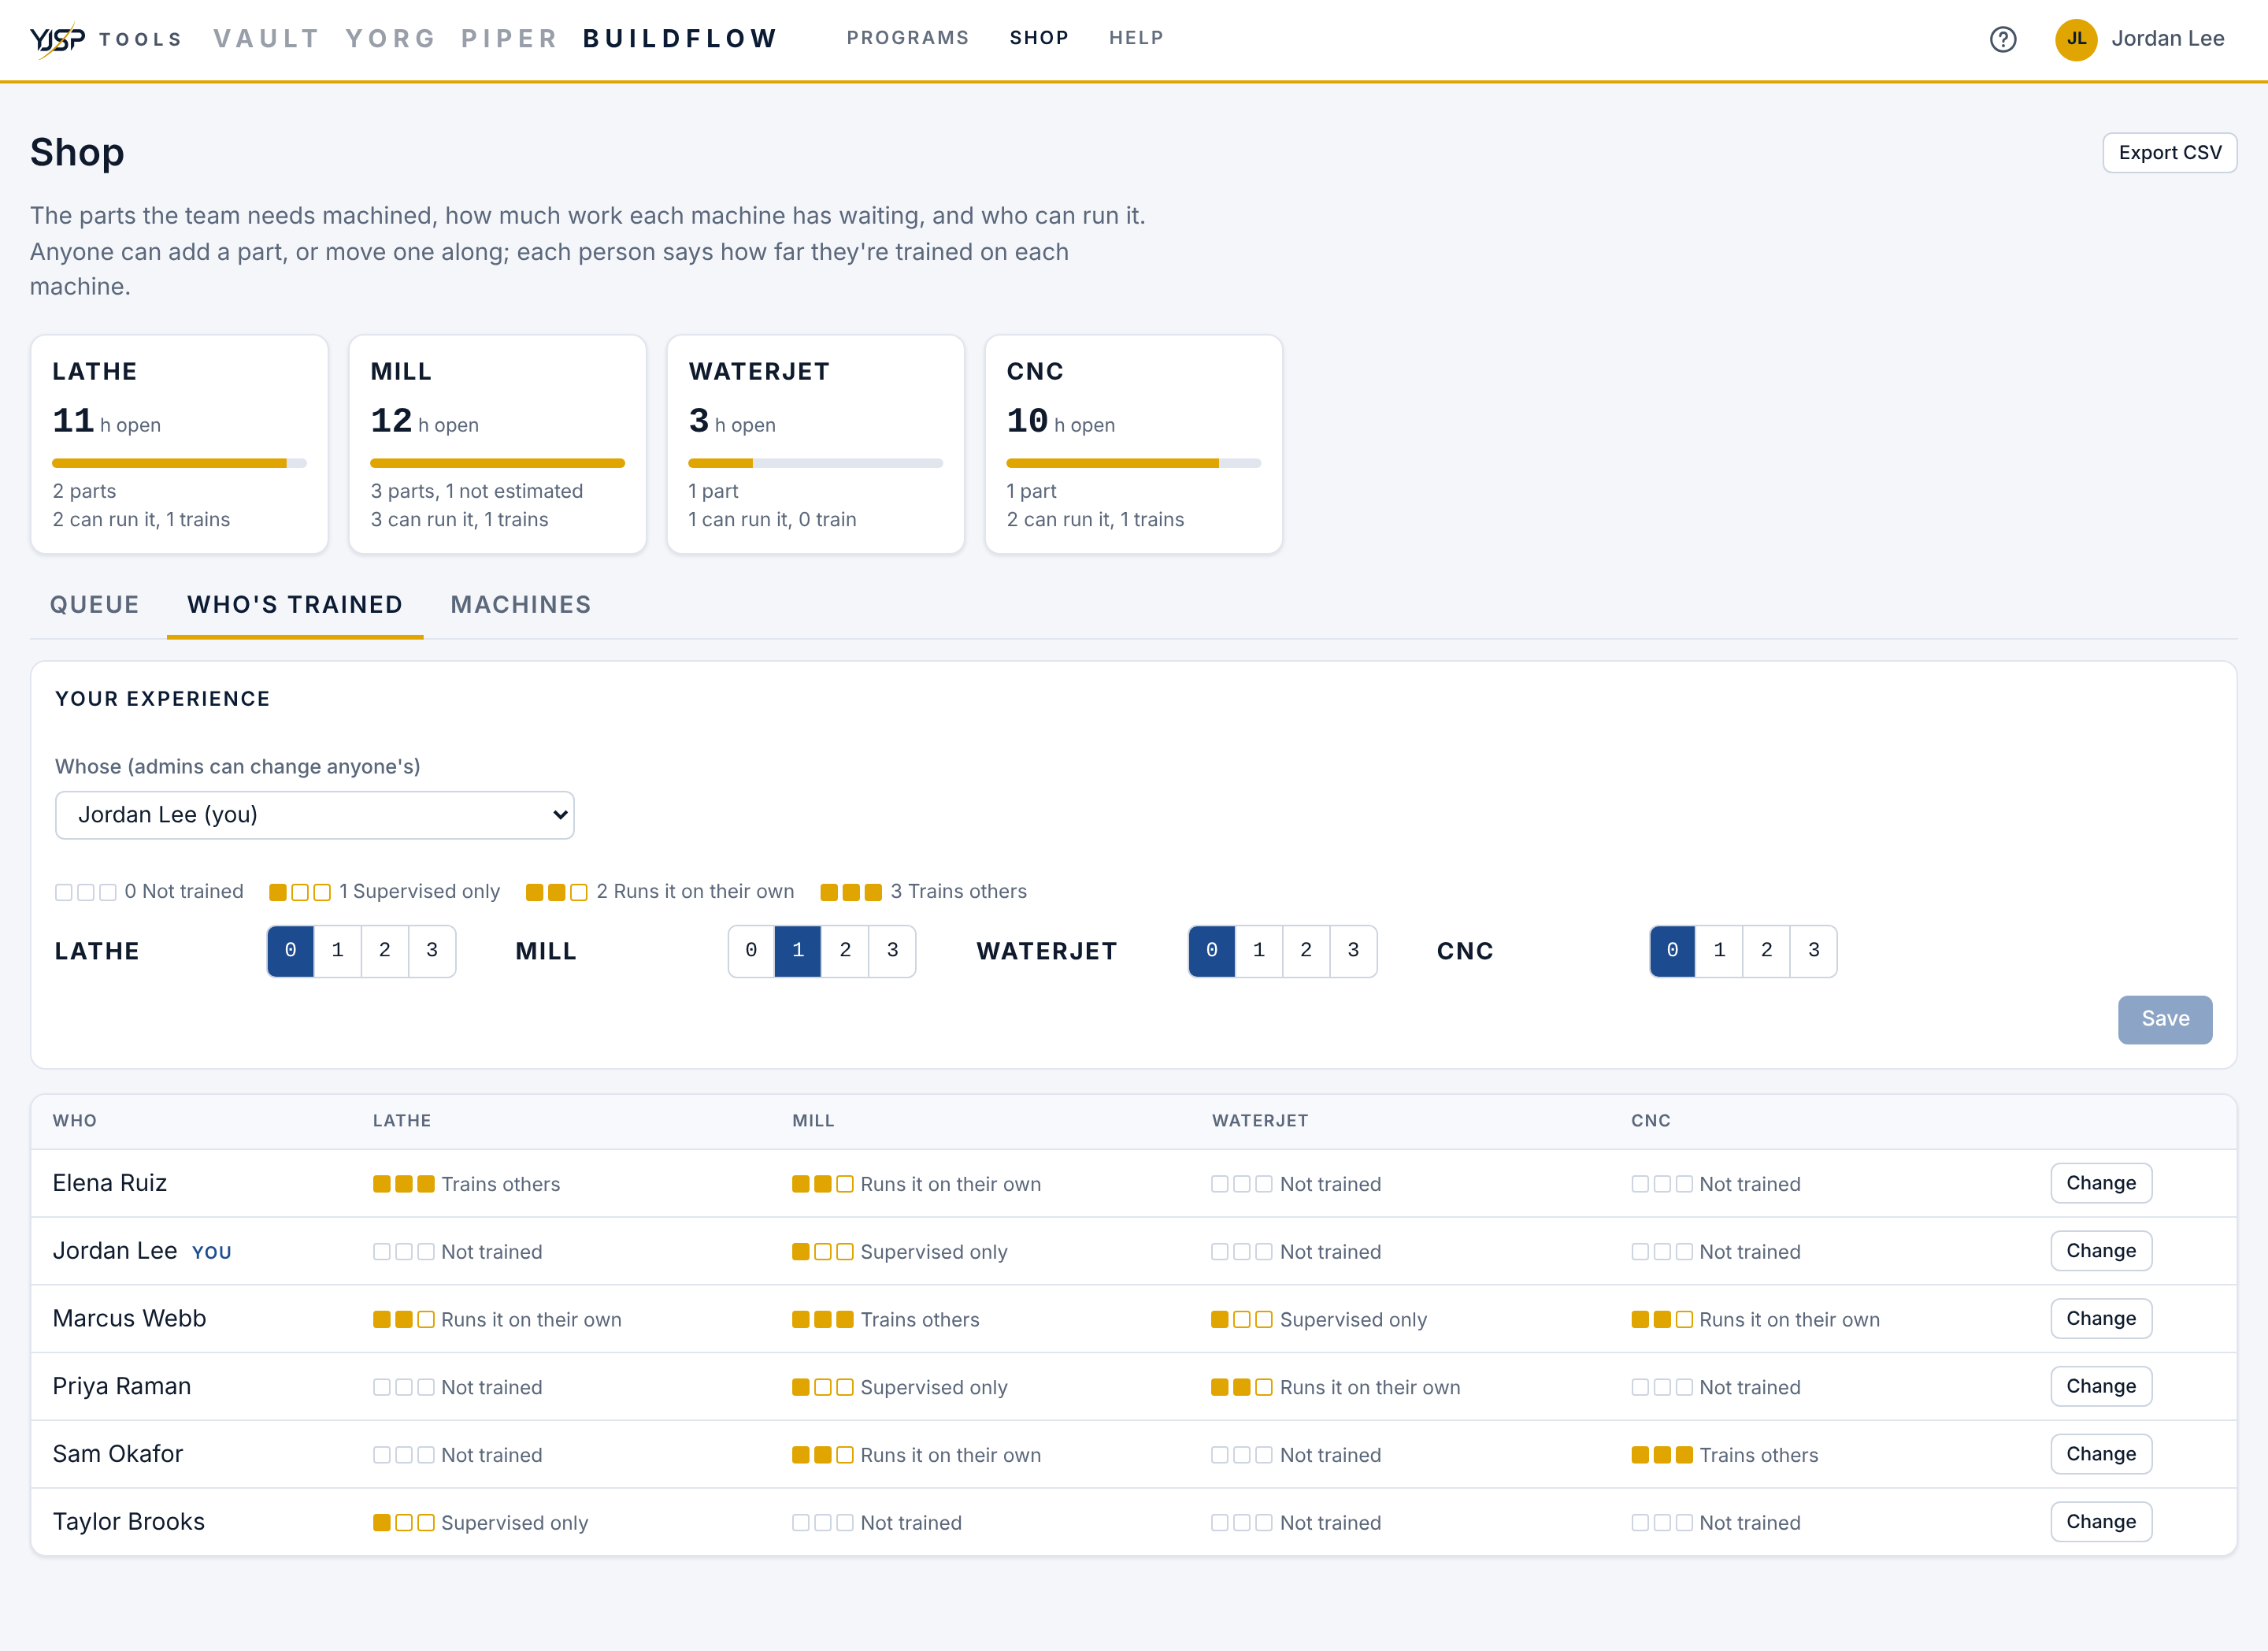 YJSP TOOLS VAULT YORG PIPER BUILDFLOW PROGRAMS SHOP HELP ? JL Jordan Lee
Shop
Export CSV
The parts the team needs machined, how much work each machine has waiting, and who can run it.
Anyone can add a part, or move one along; each person says how far they're trained on each
machine.
LATHE
11 h open
2 parts
2 can run it, 1 trains
MILL
12 h open
3 parts, 1 not estimated
3 can run it, 1 trains
WATERJET
3 h open
1 part
1 can run it, 0 train
CNC
10 h open
1 part
2 can run it, 1 trains
QUEUE WHO'S TRAINED MACHINES
YOUR EXPERIENCE
Whose (admins can change anyone's)
Jordan Lee (you)
0 Not trained 1 Supervised only 2 Runs it on their own 3 Trains others
LATHE 0 1 2 3 MILL 0 1 2 3 WATERJET 0 1 2 3 CNC 0 1 2 3
Save
WHO LATHE MILL WATERJET CNC
Elena Ruiz Trains others Runs it on their own Not trained Not trained Change
Jordan Lee YOU Not trained Supervised only Not trained Not trained Change
Marcus Webb Runs it on their own Trains others Supervised only Runs it on their own Change
Priya Raman Not trained Supervised only Runs it on their own Not trained Change
Sam Okafor Not trained Runs it on their own Not trained Trains others Change
Taylor Brooks Supervised only Not trained Not trained Not trained Change